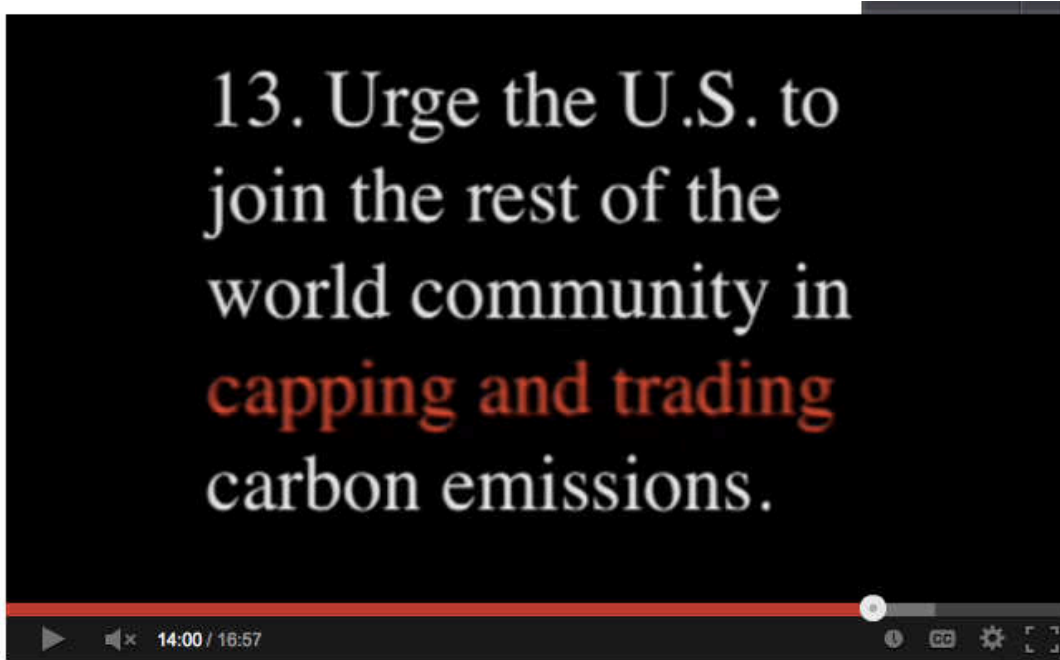 13. Urge the U.S. to
join the rest of the
world community in
capping and trading
carbon emissions.
14:00 / 16:57
CC